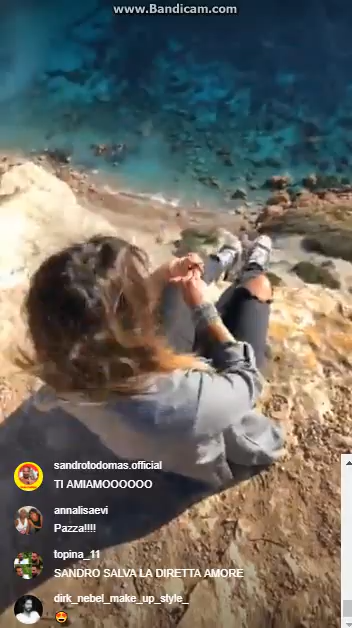 www.Bandicam.com
sandrotodomas.official
TI AMIAMOOOOOO
annalisaevi
Pazza!!!!
topina_11
SANDRO SALVA LA DIRETTA AMORE
dirk_nebel_make_up_style_
🤩